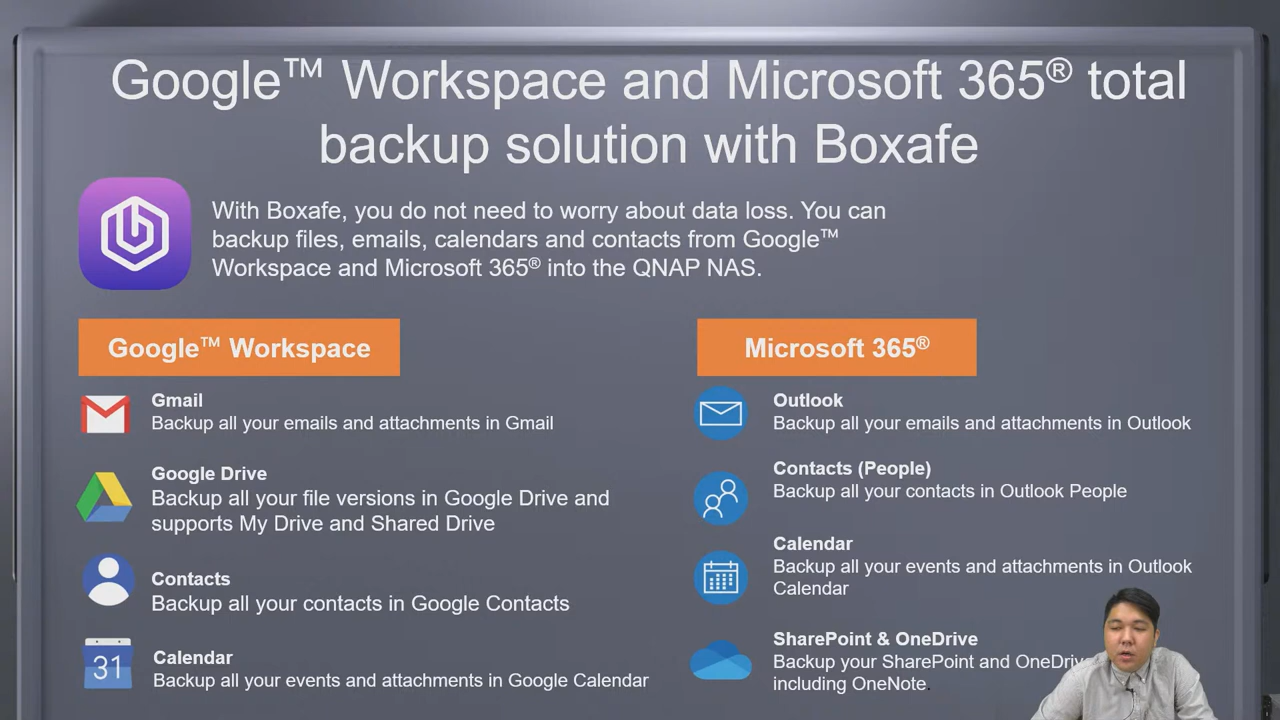 Google™ Workspace and Microsoft 365® total
backup solution with Boxafe
With Boxafe, you do not need to worry about data loss. You can
backup files, emails, calendars and contacts from Google™
Workspace and Microsoft 365® into the QNAP NAS.
Google™ Workspace
Gmail
Backup all your emails and attachments in Gmail
Google Drive
Backup all your file versions in Google Drive and
supports My Drive and Shared Drive
Contacts
Backup all your contacts in Google Contacts
31
Calendar
Backup all your events and attachments in Google Calendar
Microsoft 365®
Outlook
Backup all your emails and attachments in Outlook
Contacts (People)
Backup all your contacts in Outlook People
Calendar
Backup all your events and attachments in Outlook
Calendar
SharePoint & OneDrive
Backup your SharePoint and
including OneNote.